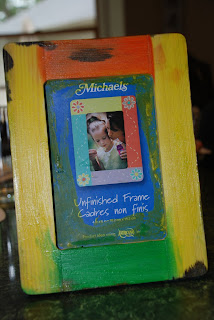 Michaels
Unfinished Frame
Cadres non finis